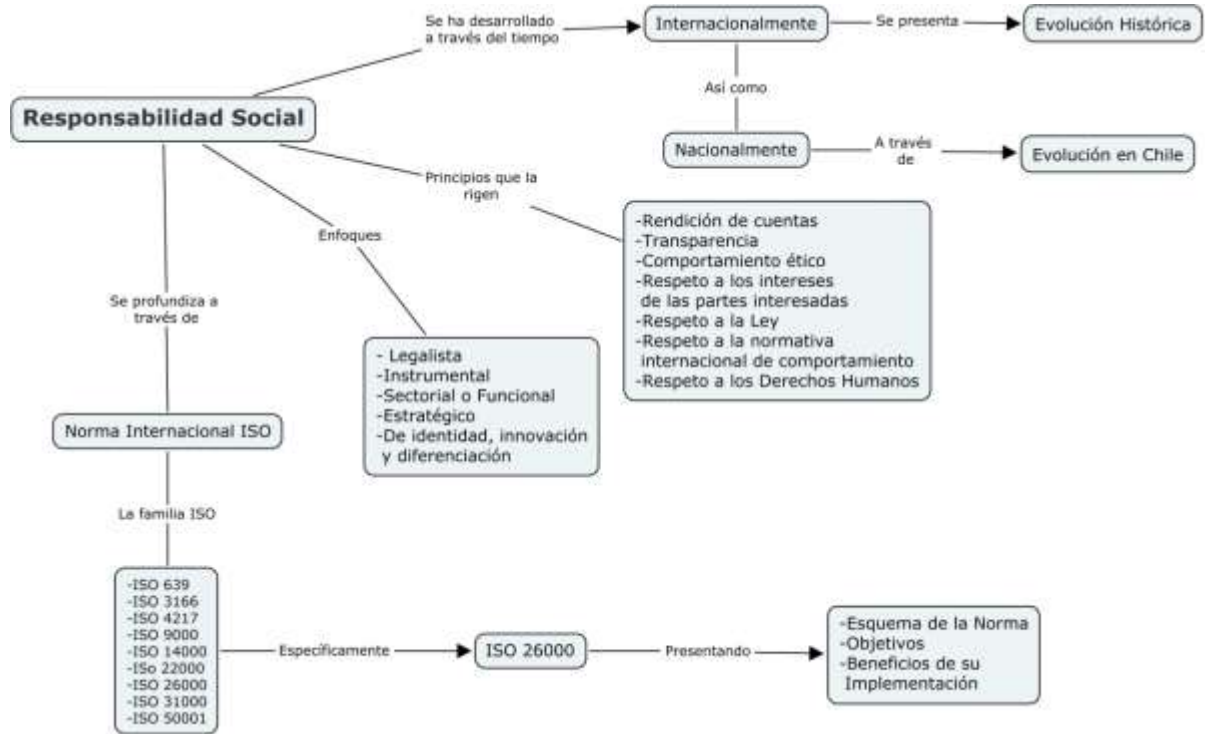 Se ha desarrollado
a través del tiempo
Internacionalmente
Se presenta
Evolución Histórica
Así como
Responsabilidad Social
Nacionalmente
A través
de
Evolución en Chile
Principios que la
rigen
-Rendición de cuentas
-Transparencia
-Comportamiento ético
-Respeto a los intereses
de las partes interesadas
-Respeto a la Ley
-Respeto a la normativa
internacional de comportamiento
-Respeto a los Derechos Humanos
Enfoques
- Legalista
-Instrumental
-Sectorial o Funcional
-Estratégico
-De identidad, innovación
y diferenciación
Se profundiza a
través de
Norma Internacional ISO
La familia ISO
-ISO 639
-ISO 3166
-ISO 4217
-ISO 9000
-ISO 14000
-ISo 22000
-ISO 26000
-ISO 31000
-ISO 50001
Específicamente
ISO 26000
Presentando
-Esquema de la Norma
-Objetivos
-Beneficios de su
Implementación